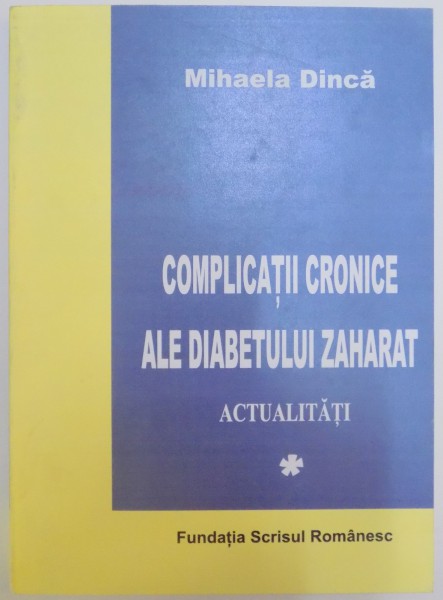 Mihaela Dincă
COMPLICAȚII CRONICE
ALE DIABETULUI ZAHARAT
ACTUALITĂȚI
*
Fundația Scrisul Românesc